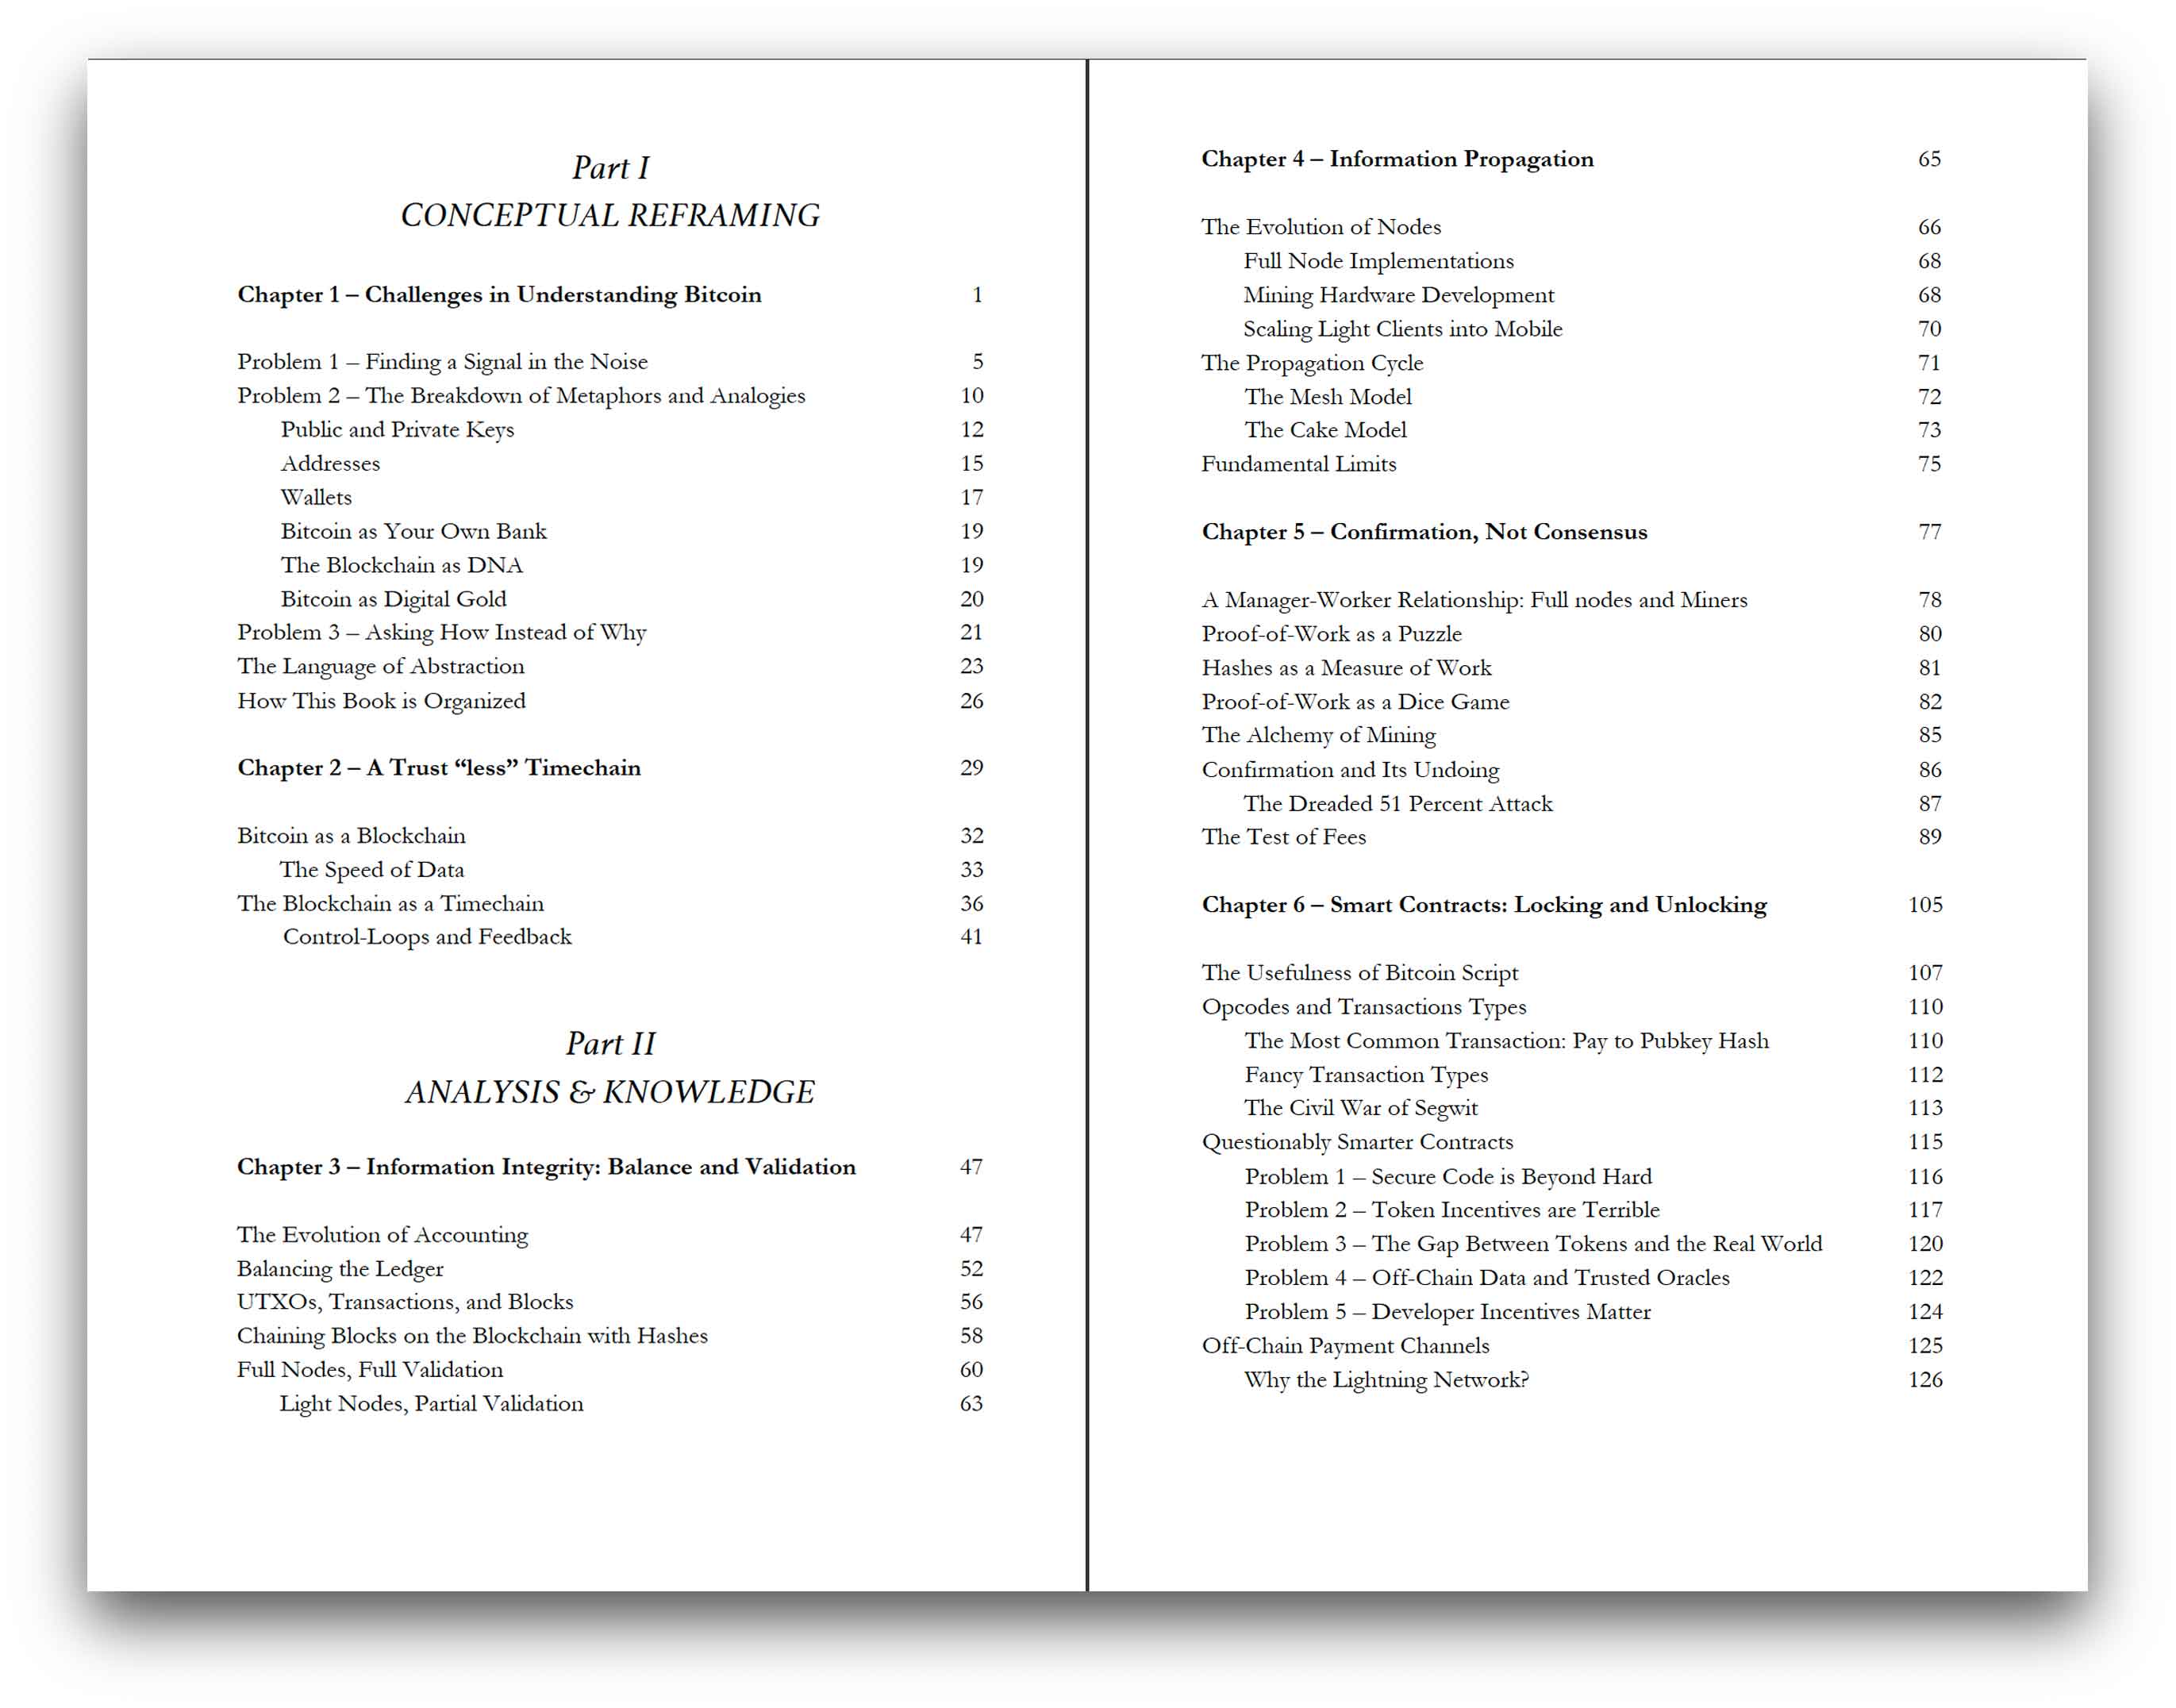 Part I
CONCEPTUAL REFRAMING
Chapter 1 – Challenges in Understanding Bitcoin 1
Problem 1 – Finding a Signal in the Noise 5
Problem 2 – The Breakdown of Metaphors and Analogies 10
Public and Private Keys 12
Addresses 15
Wallets 17
Bitcoin as Your Own Bank 19
The Blockchain as DNA 19
Bitcoin as Digital Gold 20
Problem 3 – Asking How Instead of Why 21
The Language of Abstraction 23
How This Book is Organized 26
Chapter 2 – A Trust “less” Timechain 29
Bitcoin as a Blockchain 32
The Speed of Data 33
The Blockchain as a Timechain 36
Control-Loops and Feedback 41
Part II
ANALYSIS & KNOWLEDGE
Chapter 3 – Information Integrity: Balance and Validation 47
The Evolution of Accounting 47
Balancing the Ledger 52
UTXOs, Transactions, and Blocks 56
Chaining Blocks on the Blockchain with Hashes 58
Full Nodes, Full Validation 60
Light Nodes, Partial Validation 63
Chapter 4 – Information Propagation 65
The Evolution of Nodes 66
Full Node Implementations 68
Mining Hardware Development 68
Scaling Light Clients into Mobile 70
The Propagation Cycle 71
The Mesh Model 72
The Cake Model 73
Fundamental Limits 75
Chapter 5 – Confirmation, Not Consensus 77
A Manager-Worker Relationship: Full nodes and Miners 78
Proof-of-Work as a Puzzle 80
Hashes as a Measure of Work 81
Proof-of-Work as a Dice Game 82
The Alchemy of Mining 85
Confirmation and Its Undoing 86
The Dreaded 51 Percent Attack 87
The Test of Fees 89
Chapter 6 – Smart Contracts: Locking and Unlocking 105
The Usefulness of Bitcoin Script 107
Opcodes and Transactions Types 110
The Most Common Transaction: Pay to Pubkey Hash 110
Fancy Transaction Types 112
The Civil War of Segwit 113
Questionably Smarter Contracts 115
Problem 1 – Secure Code is Beyond Hard 116
Problem 2 – Token Incentives are Terrible 117
Problem 3 – The Gap Between Tokens and the Real World 120
Problem 4 – Off-Chain Data and Trusted Oracles 122
Problem 5 – Developer Incentives Matter 124
Off-Chain Payment Channels 125
Why the Lightning Network? 126